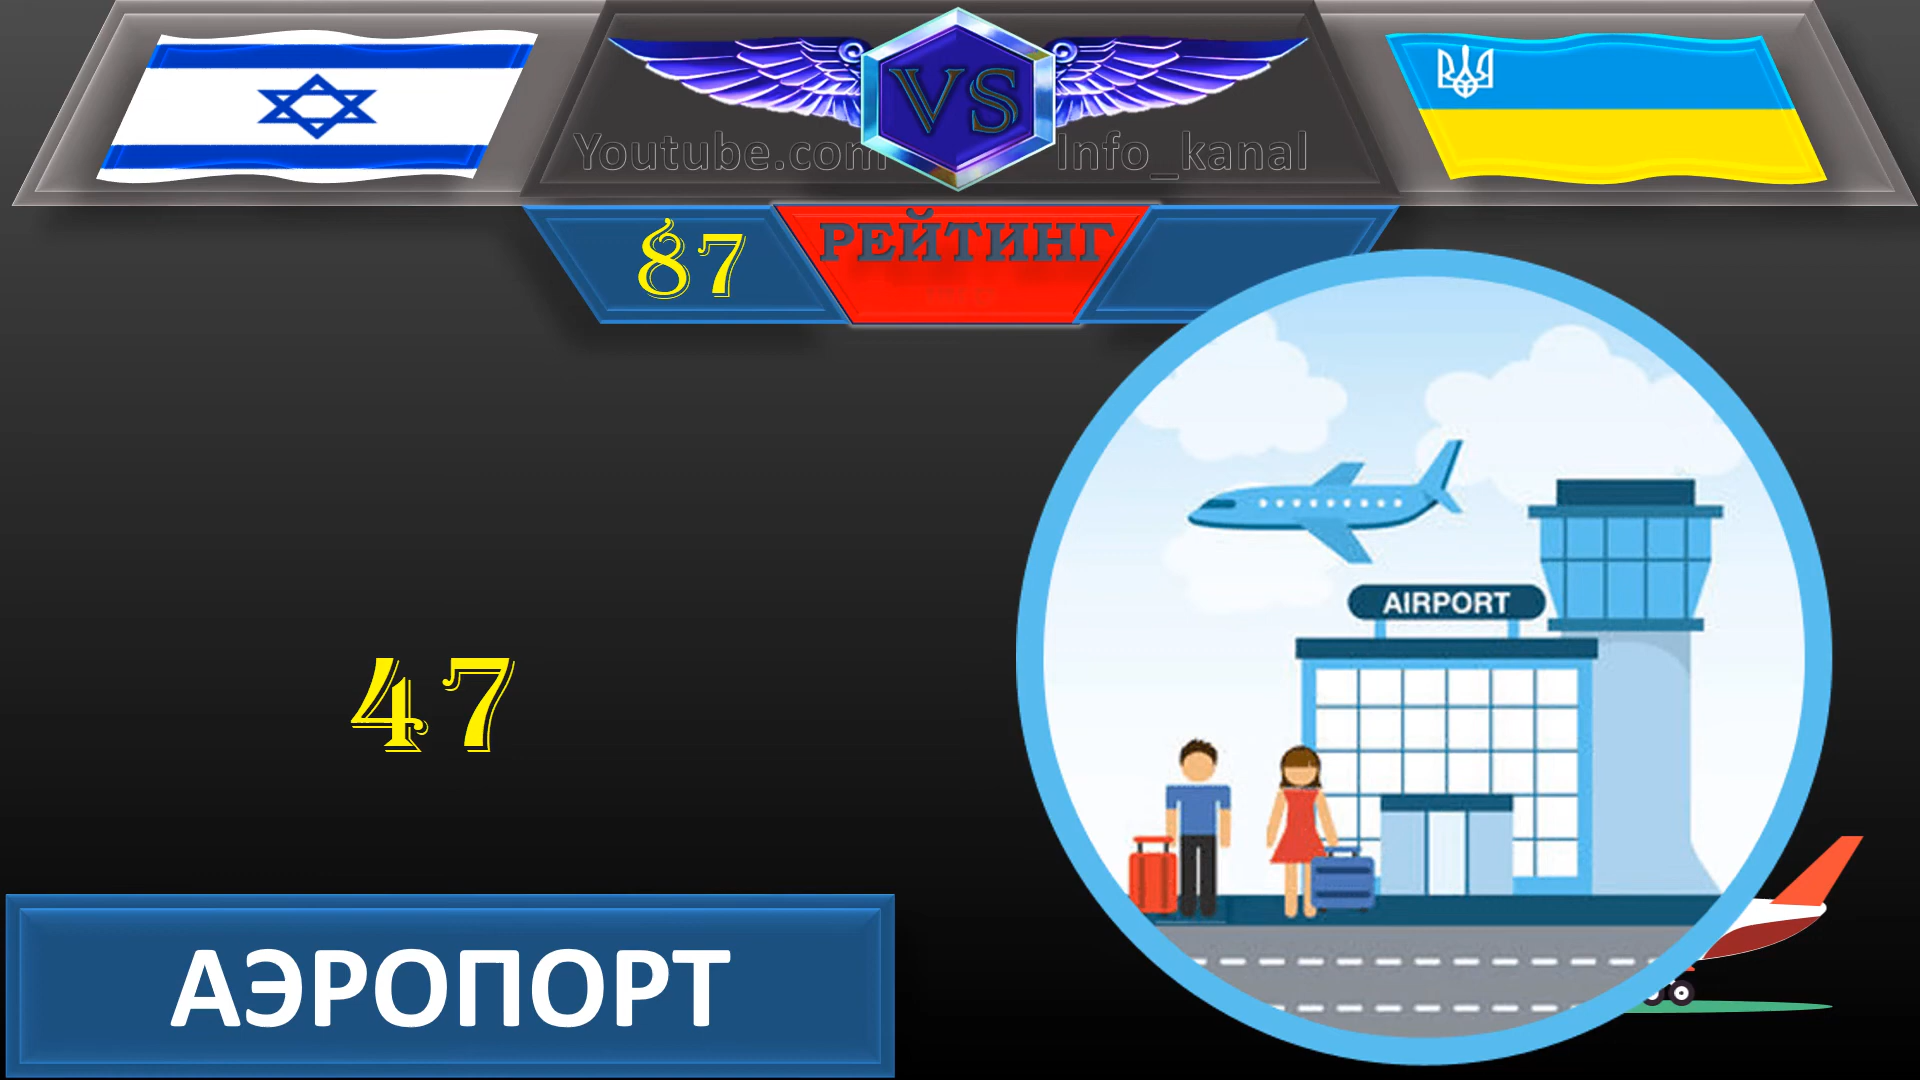 VS
Youtube.com Info_kanal
87 РЕЙТИНГ
AIRPORT
47
АЭРОПОРТ